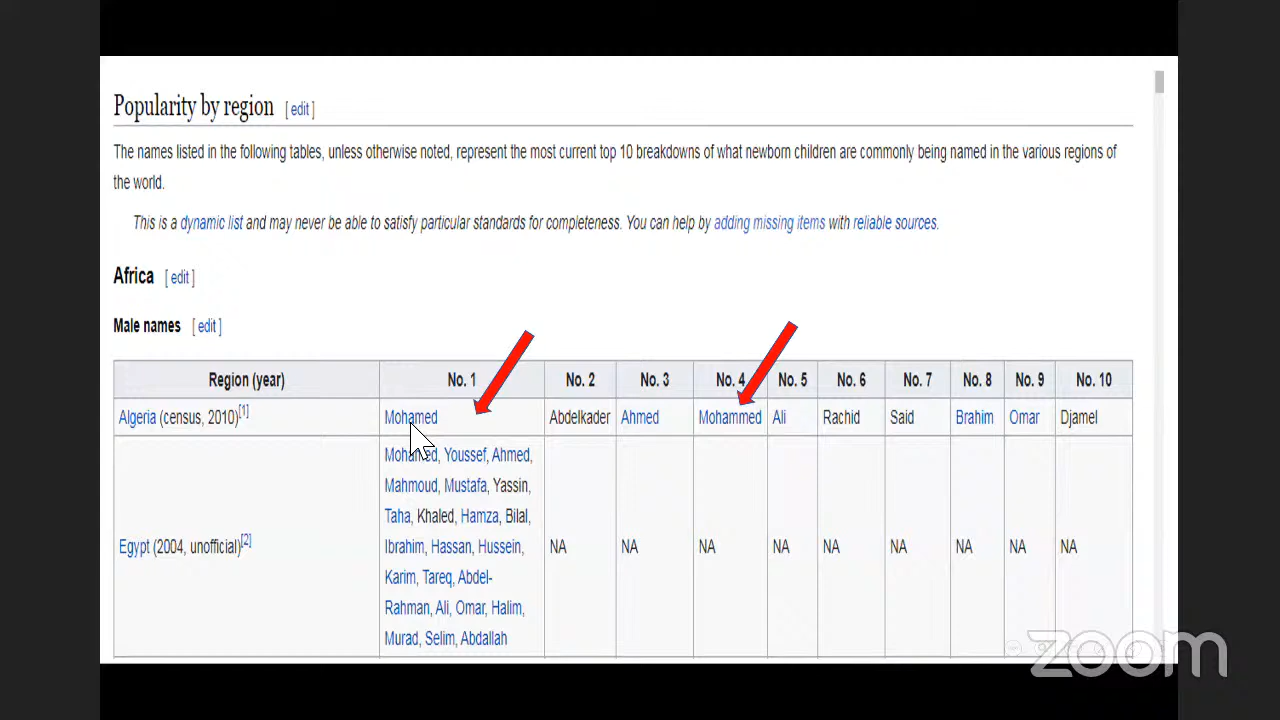 Popularity by region [ edit ]
The names listed in the following tables, unless otherwise noted, represent the most current top 10 breakdowns of what newborn children are commonly being named in the various regions of
the world.
This is a dynamic list and may never be able to satisfy particular standards for completeness. You can help by adding missing items with reliable sources.
Africa [ edit ]
Male names [ edit ]
Region (year) No. 1 No. 2 No. 3 No. 4 No. 5 No. 6 No. 7 No. 8 No. 9 No. 10
Algeria (census, 2010)[1] Mohamed Abdelkader Ahmed Mohammed Ali Rachid Said Brahim Omar Djamel
Mohamed, Youssef, Ahmed,
Mahmoud, Mustafa, Yassin,
Taha, Khaled, Hamza, Bilal,
Egypt (2004, unofficial)[2] Ibrahim, Hassan, Hussein, NA NA NA NA NA NA NA NA NA
Karim, Tareq, Abdel-
Rahman, Ali, Omar, Halim,
Murad, Selim, Abdallah
zoom